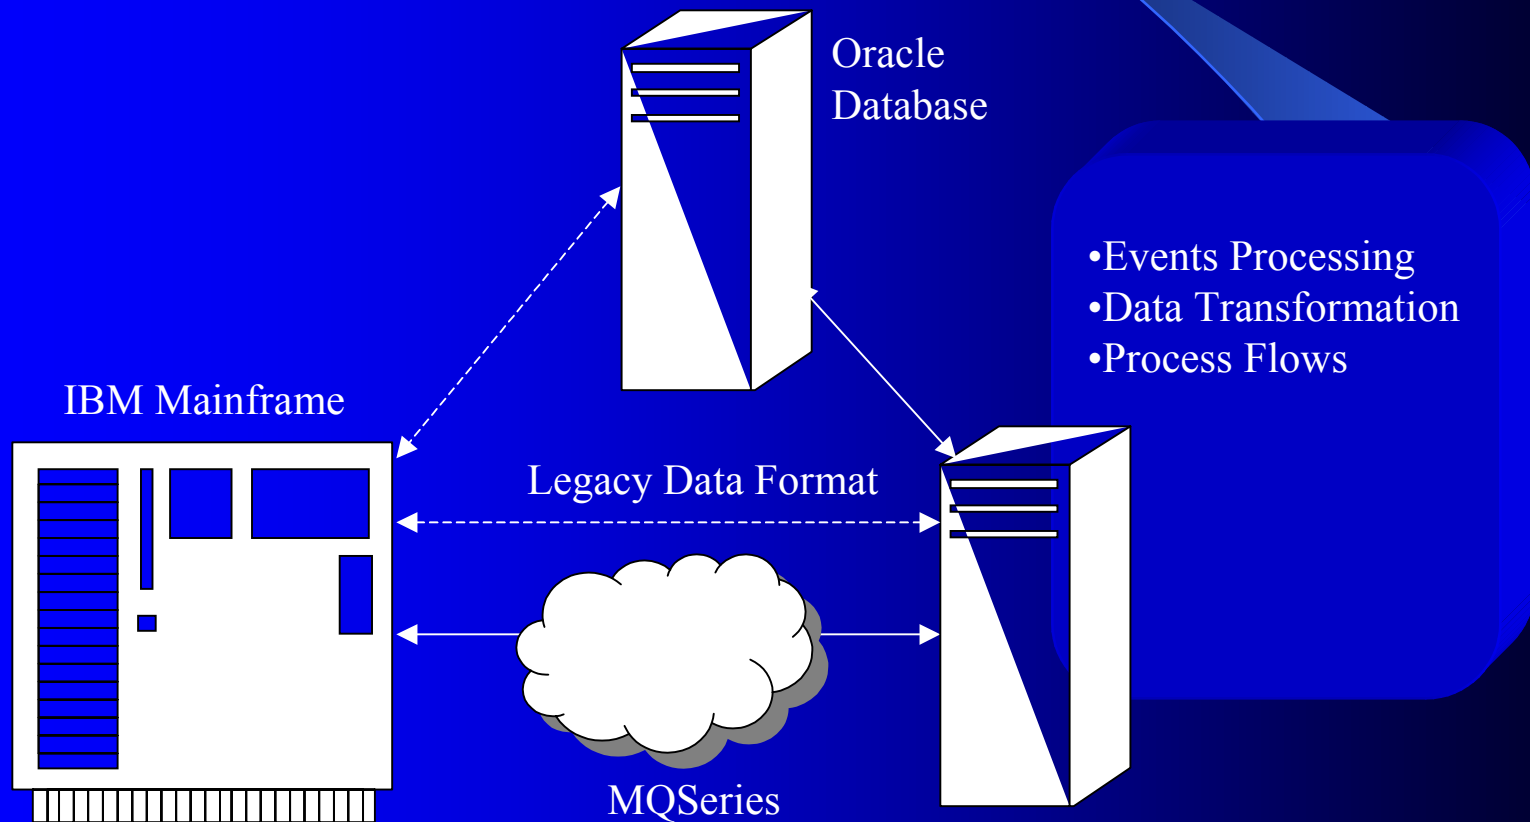 Oracle
Database
•Events Processing
•Data Transformation
•Process Flows
IBM Mainframe
Legacy Data Format
MQSeries